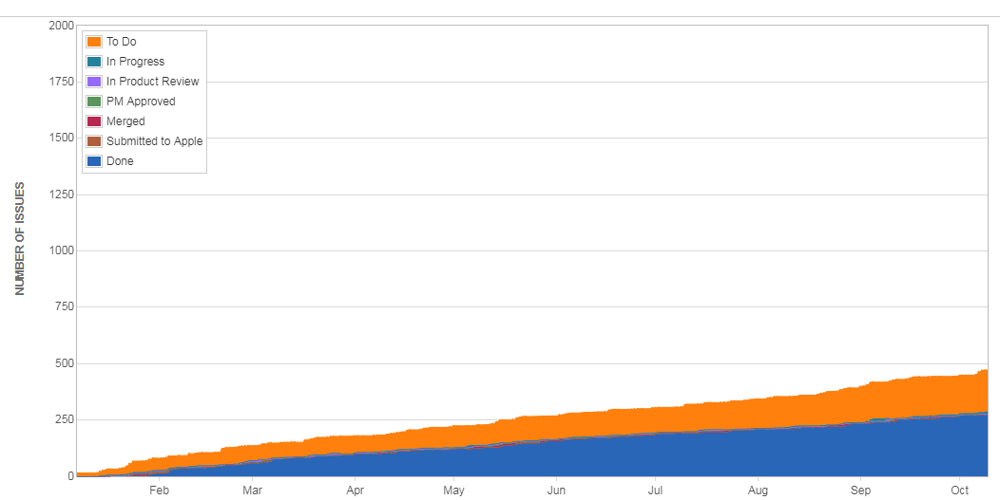 2000
1750
1500
1250
1000
750
500
250
0
NUMBER OF ISSUES
To Do
In Progress
In Product Review
PM Approved
Merged
Submitted to Apple
Done
Feb Mar Apr May Jun Jul Aug Sep Oct